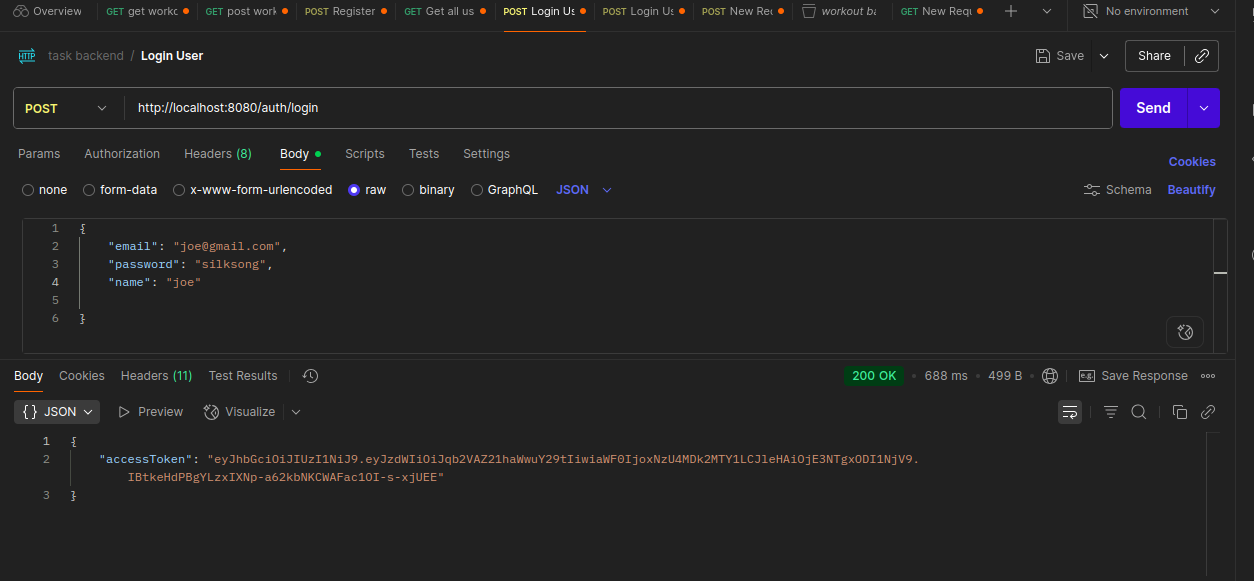 Overview GET get workc GET post work POST Register GET Get all us POST Login Us POST Login Us POST New Rec workout ba GET New Requ No environment
HTTP task backend / Login User Save Share
POST http://localhost:8080/auth/login Send
Params Authorization Headers (8) Body Scripts Tests Settings Cookies
none form-data x-www-form-urlencoded raw binary GraphQL JSON Schema Beautify
1 {
2 "email": "joe@gmail.com",
3 "password": "silksong",
4 "name": "joe"
5
6 }
Body Cookies Headers (11) Test Results 200 OK 688 ms 499 B e.g. Save Response
{} JSON Preview Visualize
1 {
2 "accessToken": "eyJhbGciOiJIUzI1NiJ9.eyJzdWIiOiJqb2VAZ21haWwuY29tIiwiaWF0IjoxNzU4MDk2MTY1LCJleHAiOjE3NTgxODI1NjV9.
IBtkeHdPBgYLzxIXNp-a62kbNKCWAFac1OI-s-xjUEE"
3 }